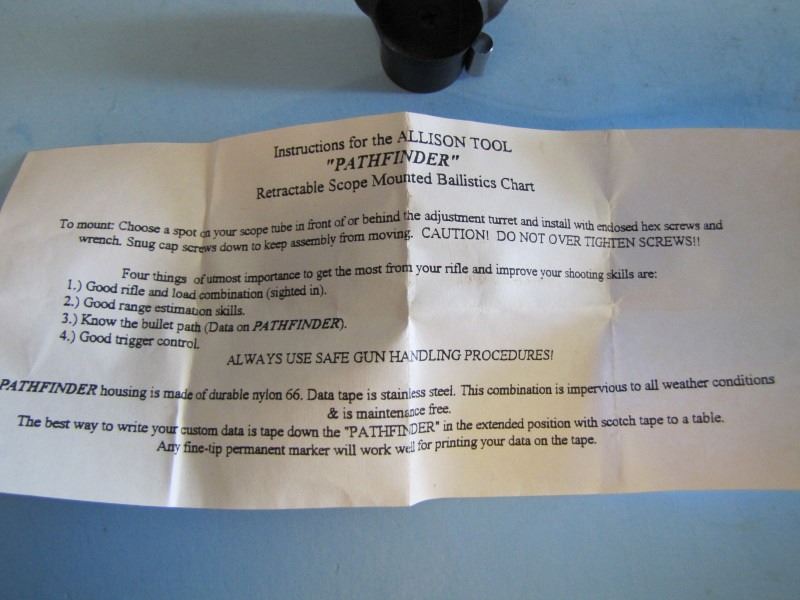 Instructions for the ALLISON TOOL
"PATHFINDER"
Retractable Scope Mounted Ballistics Chart
To mount: Choose a spot on your scope tube in front of or behind the adjustment turret and install with enclosed hex screws and
wrench. Snug cap screws down to keep assembly from moving. CAUTION! DO NOT OVER TIGHTEN SCREWS!!
Four things of utmost importance to get the most from your rifle and improve your shooting skills are:
1.) Good rifle and load combination (sighted in).
2.) Good range estimation skills.
3.) Know the bullet path (Data on PATHFINDER).
4.) Good trigger control.
ALWAYS USE SAFE GUN HANDLING PROCEDURES!
PATHFINDER housing is made of durable nylon 66. Data tape is stainless steel. This combination is impervious to all weather conditions
& is maintenance free.
The best way to write your custom data is tape down the "PATHFINDER" in the extended position with scotch tape to a table.
Any fine-tip permanent marker will work well for printing your data on the tape.